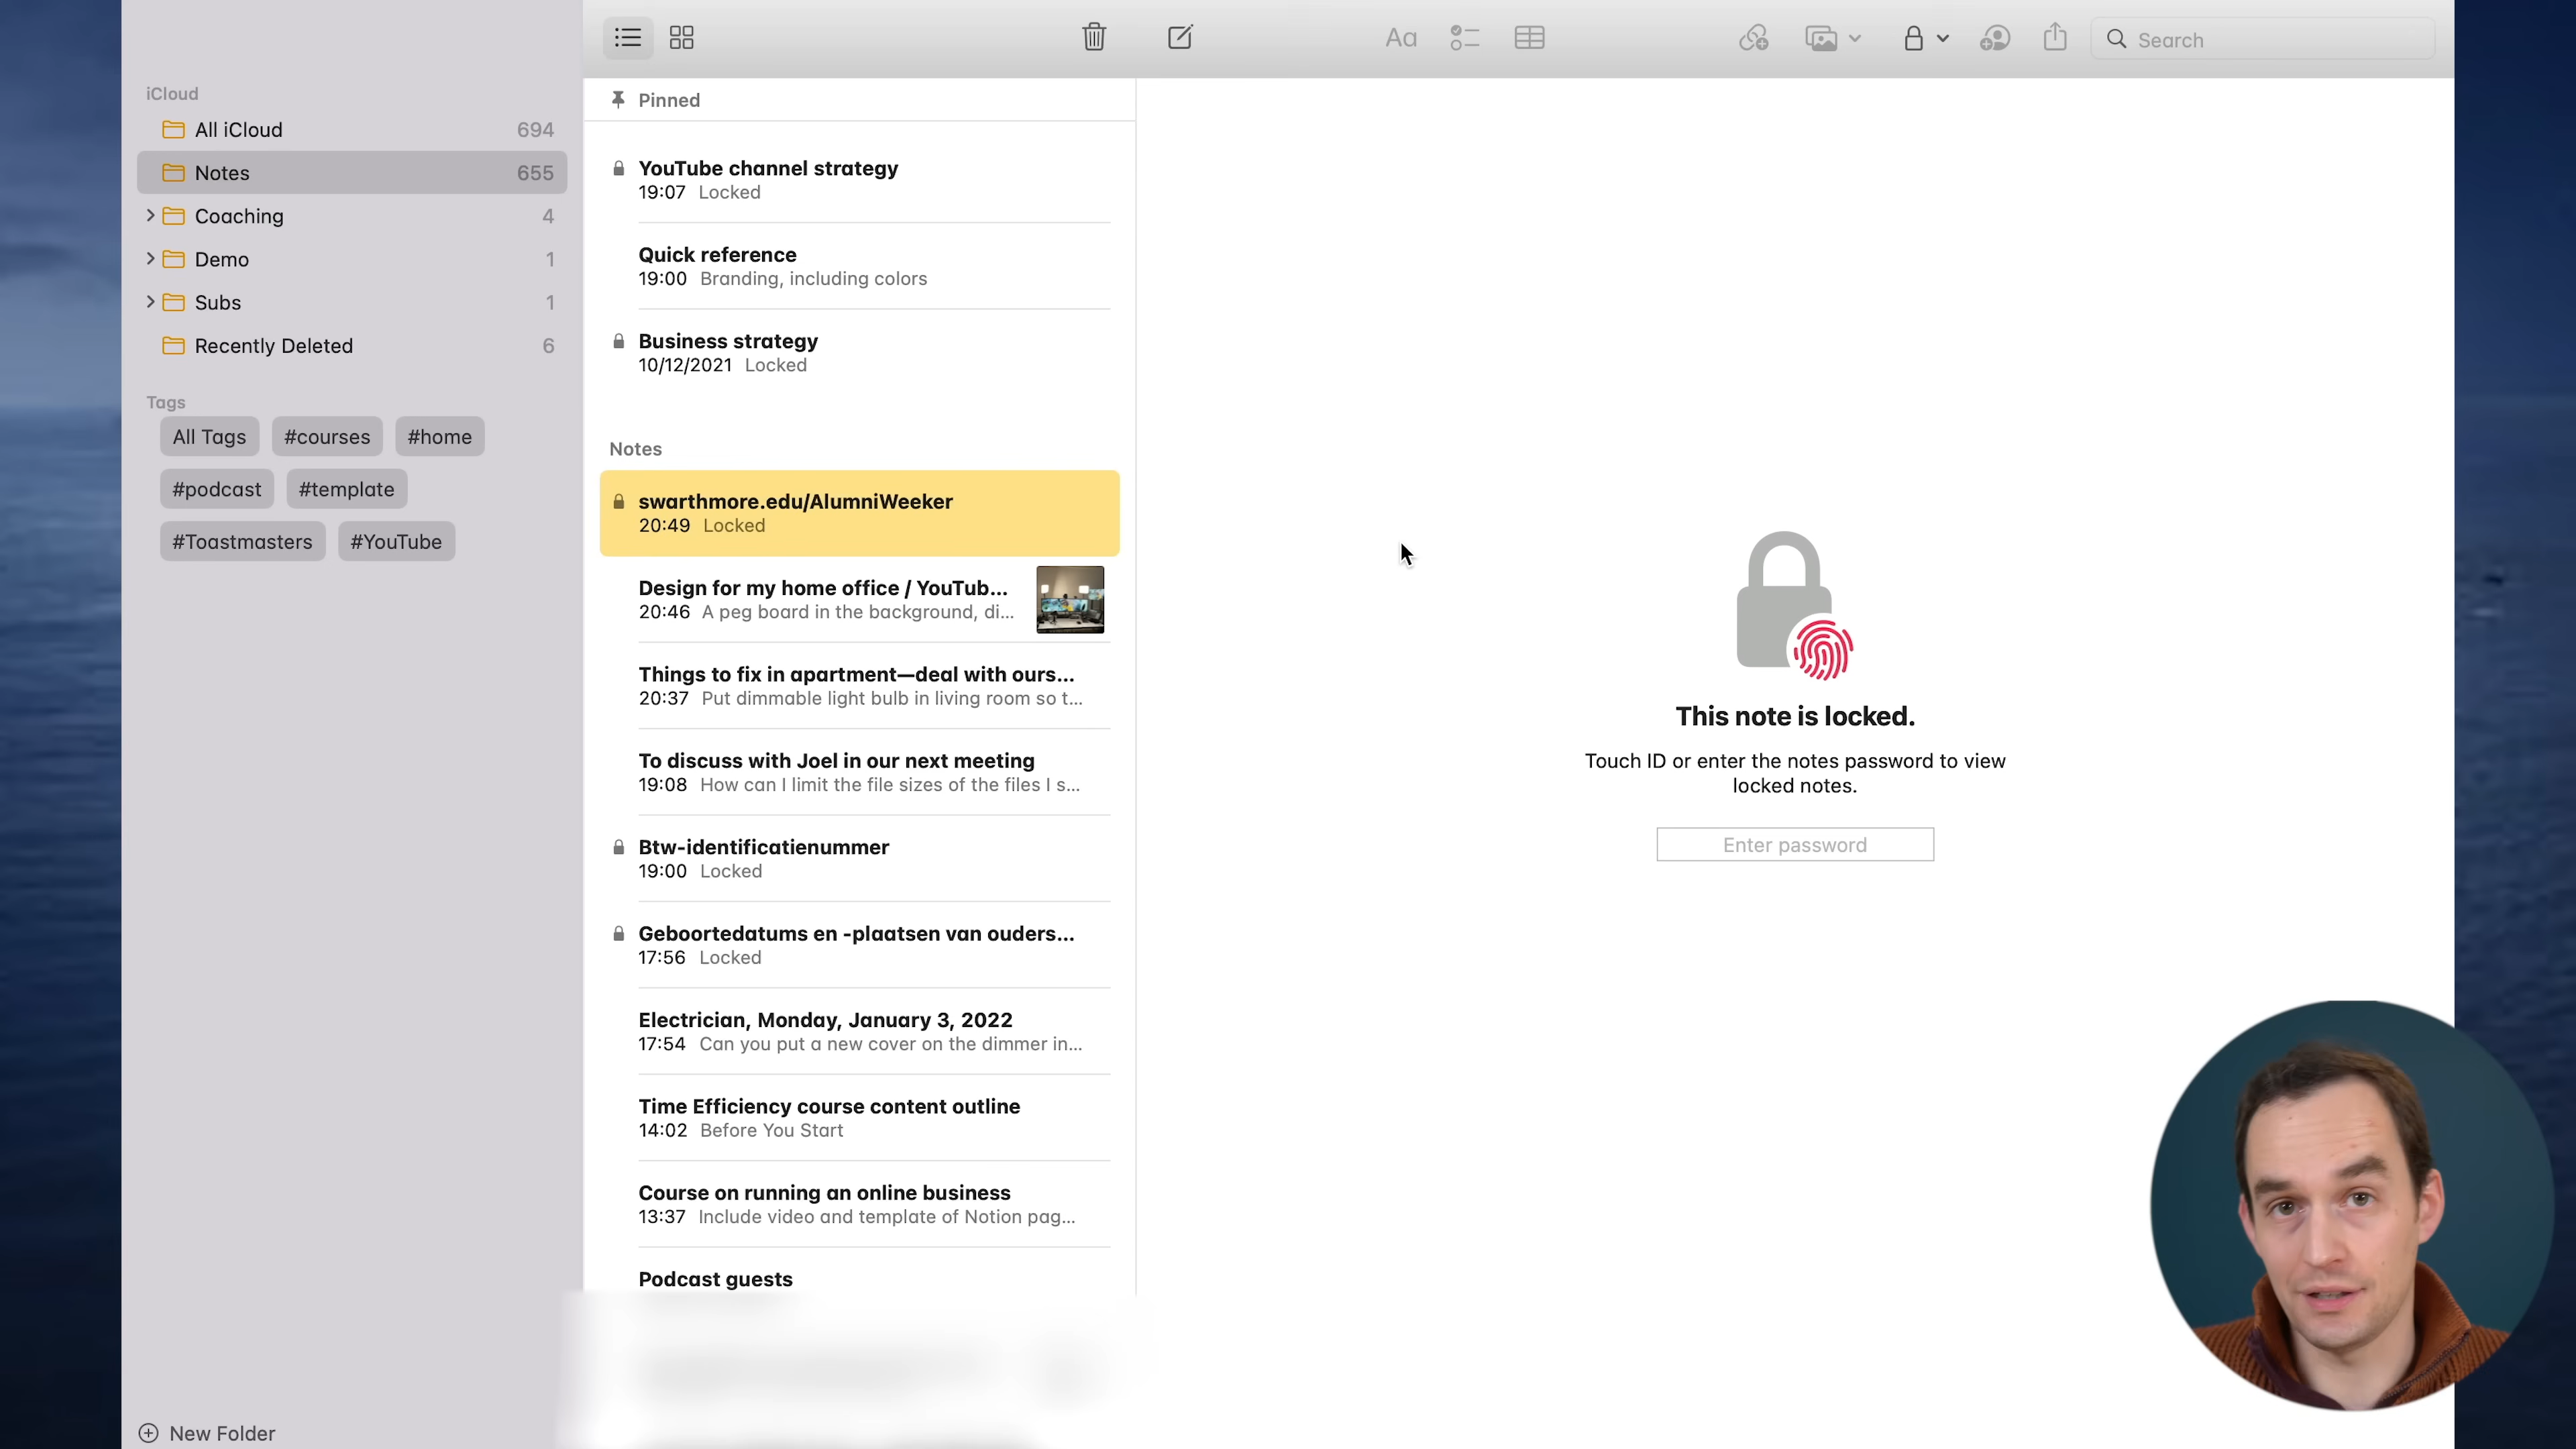 Aa
Search
iCloud
All iCloud 694
Notes 655
Coaching 4
Demo 1
Subs 1
Recently Deleted 6
Tags
All Tags #courses #home
#podcast #template
#Toastmasters #YouTube
New Folder
Pinned
YouTube channel strategy
19:07 Locked
Quick reference
19:00 Branding, including colors
Business strategy
10/12/2021 Locked
Notes
swarthmore.edu/AlumniWeeker
20:49 Locked
Design for my home office / YouTub...
20:46 A peg board in the background, di...
Things to fix in apartment—deal with ours...
20:37 Put dimmable light bulb in living room so t...
To discuss with Joel in our next meeting
19:08 How can I limit the file sizes of the files I s...
Btw-identificatienummer
19:00 Locked
Geboortedatums en -plaatsen van ouders...
17:56 Locked
Electrician, Monday, January 3, 2022
17:54 Can you put a new cover on the dimmer in...
Time Efficiency course content outline
14:02 Before You Start
Course on running an online business
13:37 Include video and template of Notion pag...
Podcast guests
This note is locked.
Touch ID or enter the notes password to view
locked notes.
Enter password